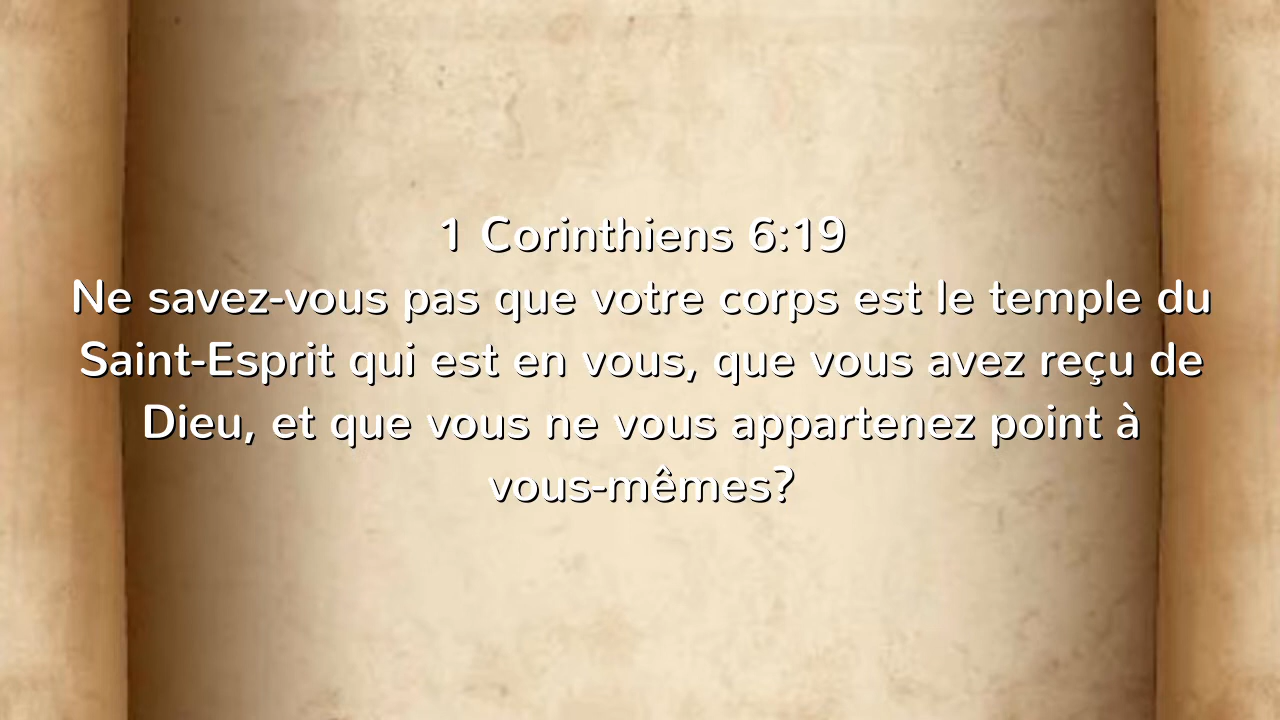 1 Corinthiens 6:19
Ne savez-vous pas que votre corps est le temple du
Saint-Esprit qui est en vous, que vous avez reçu de
Dieu, et que vous ne vous appartenez point à
vous-mêmes?